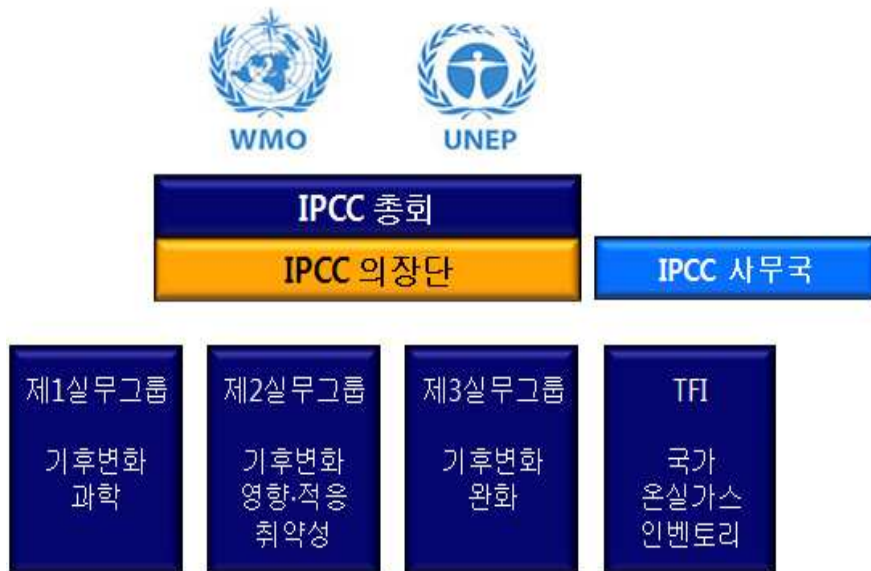 WMO
UNEP
IPCC 총회
IPCC 의장단
IPCC 사무국
제1실무그룹
기후변화
과학
제2실무그룹
기후변화
영향·적응
취약성
제3실무그룹
기후변화
완화
TFI
국가
온실가스
인벤토리